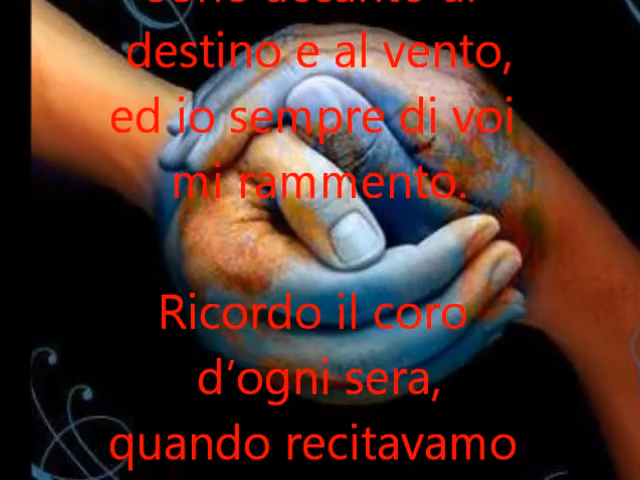 destino e al vento,
ed io sempre di voi
mi rammento.
Ricordo il coro
d’ogni sera,
quando recitavamo